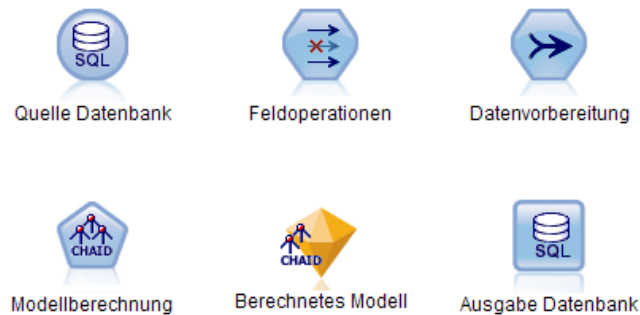 SQL
Quelle Datenbank
Feldoperationen
Datenvorbereitung
CHAID
Modellberechnung
CHAID
Berechnetes Modell
SQL
Ausgabe Datenbank